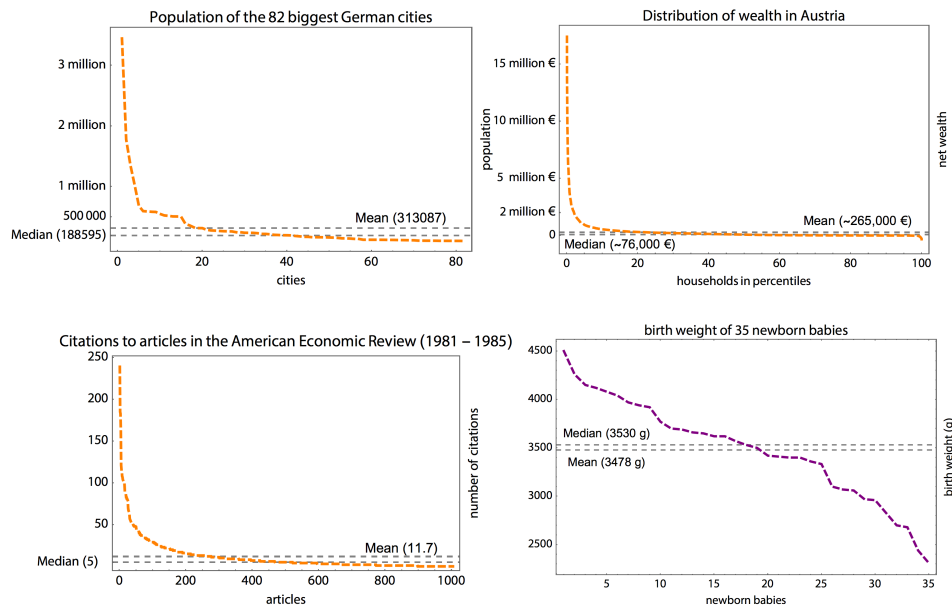 Population of the 82 biggest German cities
3 million
2 million
1 million
500 000
Median (188595)
Mean (313087)
0
20
40
60
80
cities
population
Distribution of wealth in Austria
15 million €
10 million €
5 million €
2 million €
0
Mean (~265,000 €)
Median (~76,000 €)
0
20
40
60
80
100
households in percentiles
net wealth
Citations to articles in the American Economic Review (1981 – 1985)
250
200
150
100
50
Median (5)
Mean (11.7)
0
200
400
600
800
1000
articles
number of citations
birth weight of 35 newborn babies
4500
4000
3500
3000
2500
Median (3530 g)
Mean (3478 g)
5
10
15
20
25
30
35
newborn babies
birth weight (g)